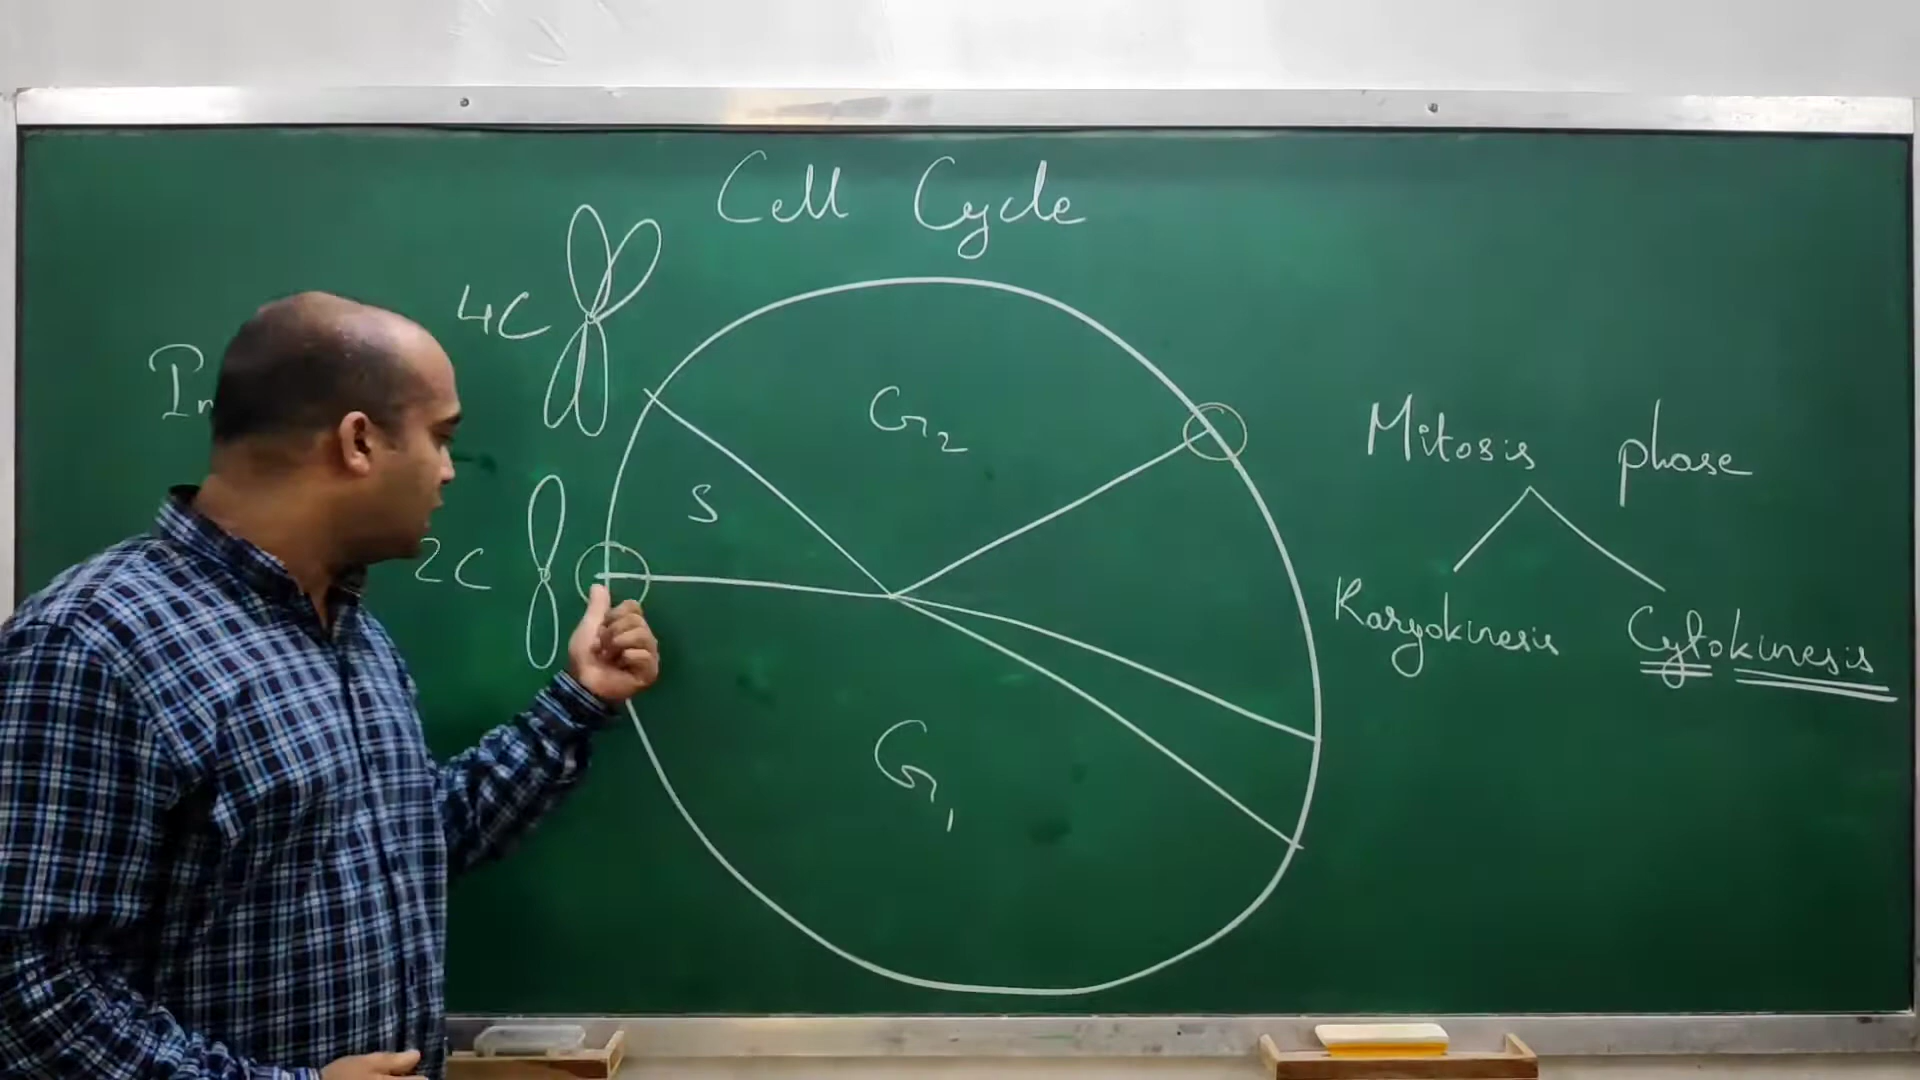 Cell Cycle
4C
G2
Mitosis phase
S
2C
Karyokinesis Cytokinesis
G1